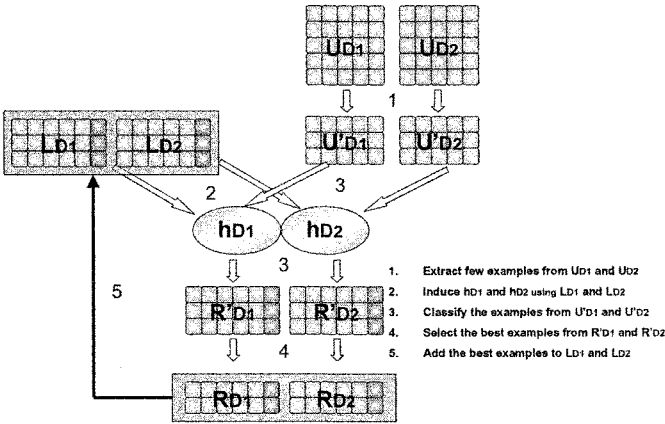 UD1 UD2
1
U'D1 U'D2
LD1 LD2
2 3
hD1 hD2
3
5
R'D1 R'D2
4
RD1 RD2
1. Extract few examples from UD1 and UD2
2. Induce hD1 and hD2 using LD1 and LD2
3. Classify the examples from U'D1 and U'D2
4. Select the best examples from R'D1 and R'D2
5. Add the best examples to LD1 and LD2